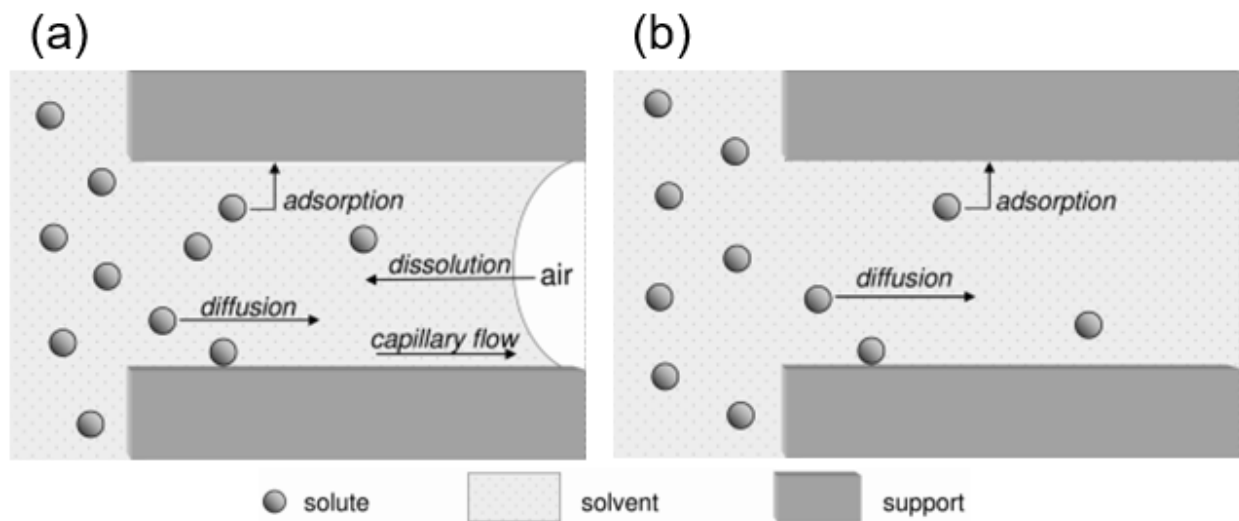 (a)
(b)
adsorption
dissolution
air
diffusion
capillary flow
adsorption
diffusion
solute
solvent
support